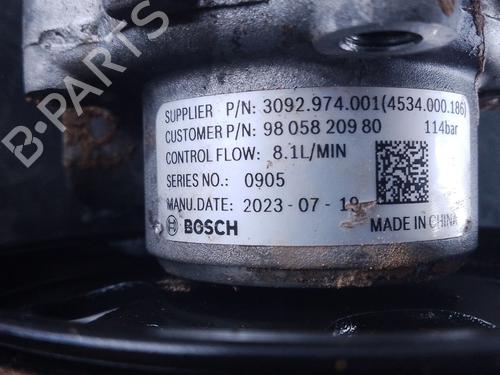 B-PARTS
SUPPLIER P/N: 3092.974.001(4534.000.186)
CUSTOMER P/N: 98 058 209 80 114bar
CONTROL FLOW: 8.1L/MIN
SERIES NO.: 0905
MANU.DATE: 2023-07-19
BOSCH MADE IN CHINA